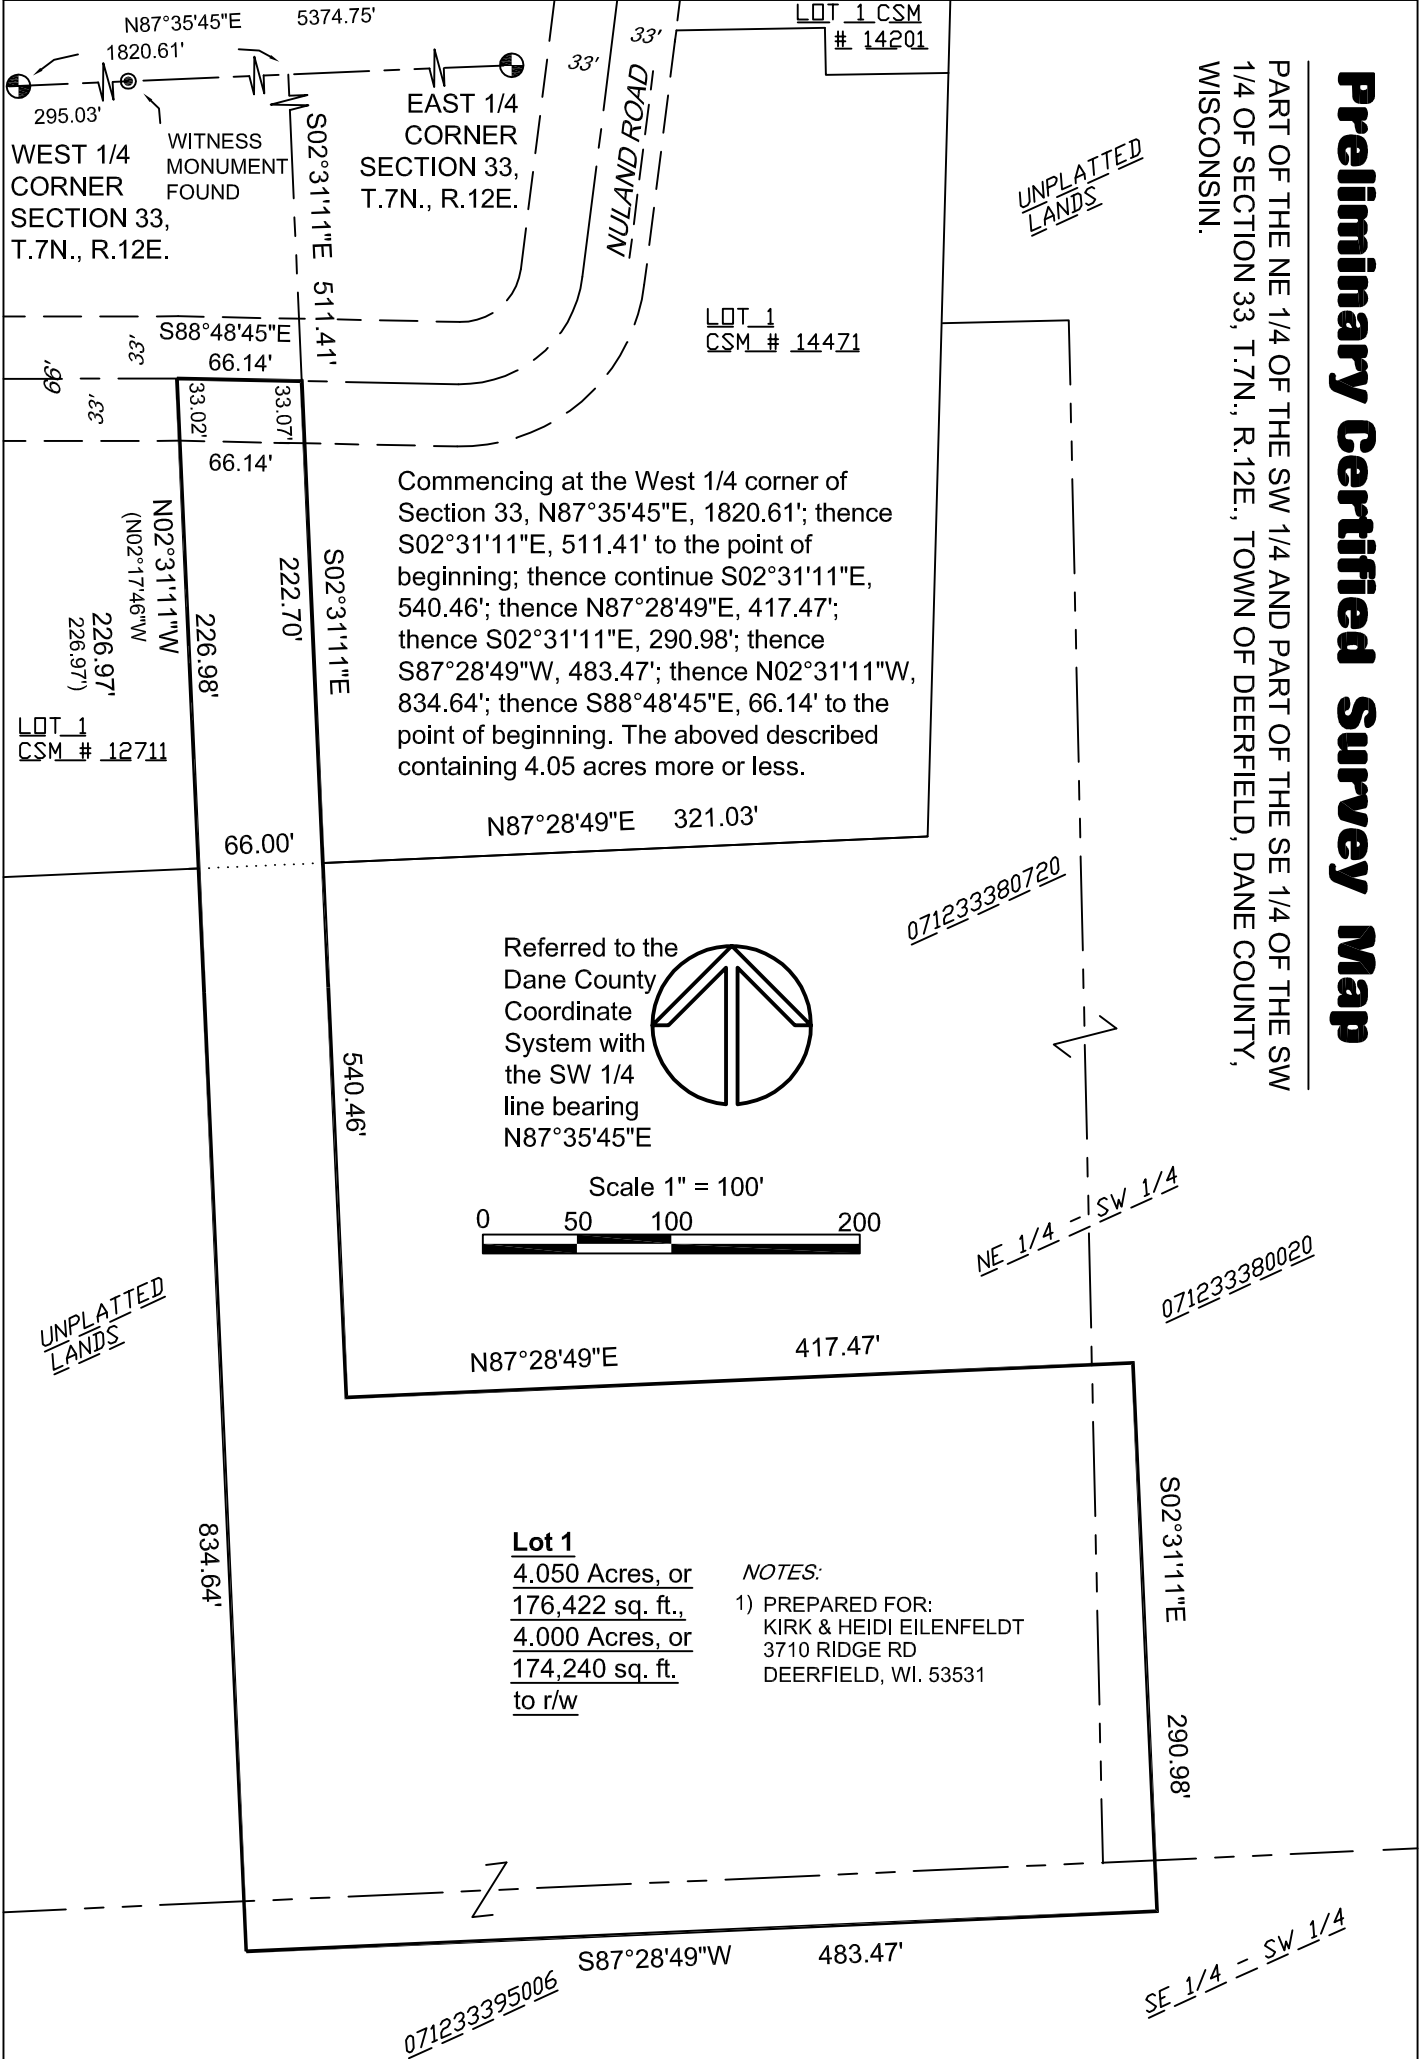 Preliminary Certified Survey Map
PART OF THE NE 1/4 OF THE SW 1/4 AND PART OF THE SE 1/4 OF THE SW
1/4 OF SECTION 33, T.7N., R.12E., TOWN OF DEERFIELD, DANE COUNTY,
WISCONSIN.
N87°35'45"E 5374.75'
1820.61'
295.03'
WEST 1/4
CORNER
SECTION 33,
T.7N., R.12E.
WITNESS
MONUMENT
FOUND
EAST 1/4
CORNER
SECTION 33,
T.7N., R.12E.
S02°31'11"E 511.41'
33'
33'
NULAND ROAD
LOT 1 CSM
# 14201
UNPLATTED
LANDS
LOT 1
CSM # 14471
S88°48'45"E
66.14'
33'
66'
33'
33.02'
33.07'
66.14'
N02°31'11"W
(N02°17'46"W
226.97'
226.97')
226.98'
222.70'
S02°31'11"E
LOT 1
CSM # 12711
Commencing at the West 1/4 corner of
Section 33, N87°35'45"E, 1820.61'; thence
S02°31'11"E, 511.41' to the point of
beginning; thence continue S02°31'11"E,
540.46'; thence N87°28'49"E, 417.47';
thence S02°31'11"E, 290.98'; thence
S87°28'49"W, 483.47'; thence N02°31'11"W,
834.64'; thence S88°48'45"E, 66.14' to the
point of beginning. The aboved described
containing 4.05 acres more or less.
N87°28'49"E 321.03'
66.00'
071233380720
Referred to the
Dane County
Coordinate
System with
the SW 1/4
line bearing
N87°35'45"E
540.46'
Scale 1" = 100'
0 50 100 200
NE 1/4 - SW 1/4
071233380020
UNPLATTED
LANDS
N87°28'49"E 417.47'
834.64'
Lot 1
4.050 Acres, or
176,422 sq. ft.,
4.000 Acres, or
174,240 sq. ft.
to r/w
NOTES:
1) PREPARED FOR:
KIRK & HEIDI EILENFELDT
3710 RIDGE RD
DEERFIELD, WI. 53531
S02°31'11"E 290.98'
S87°28'49"W 483.47'
071233395006
SE 1/4 - SW 1/4